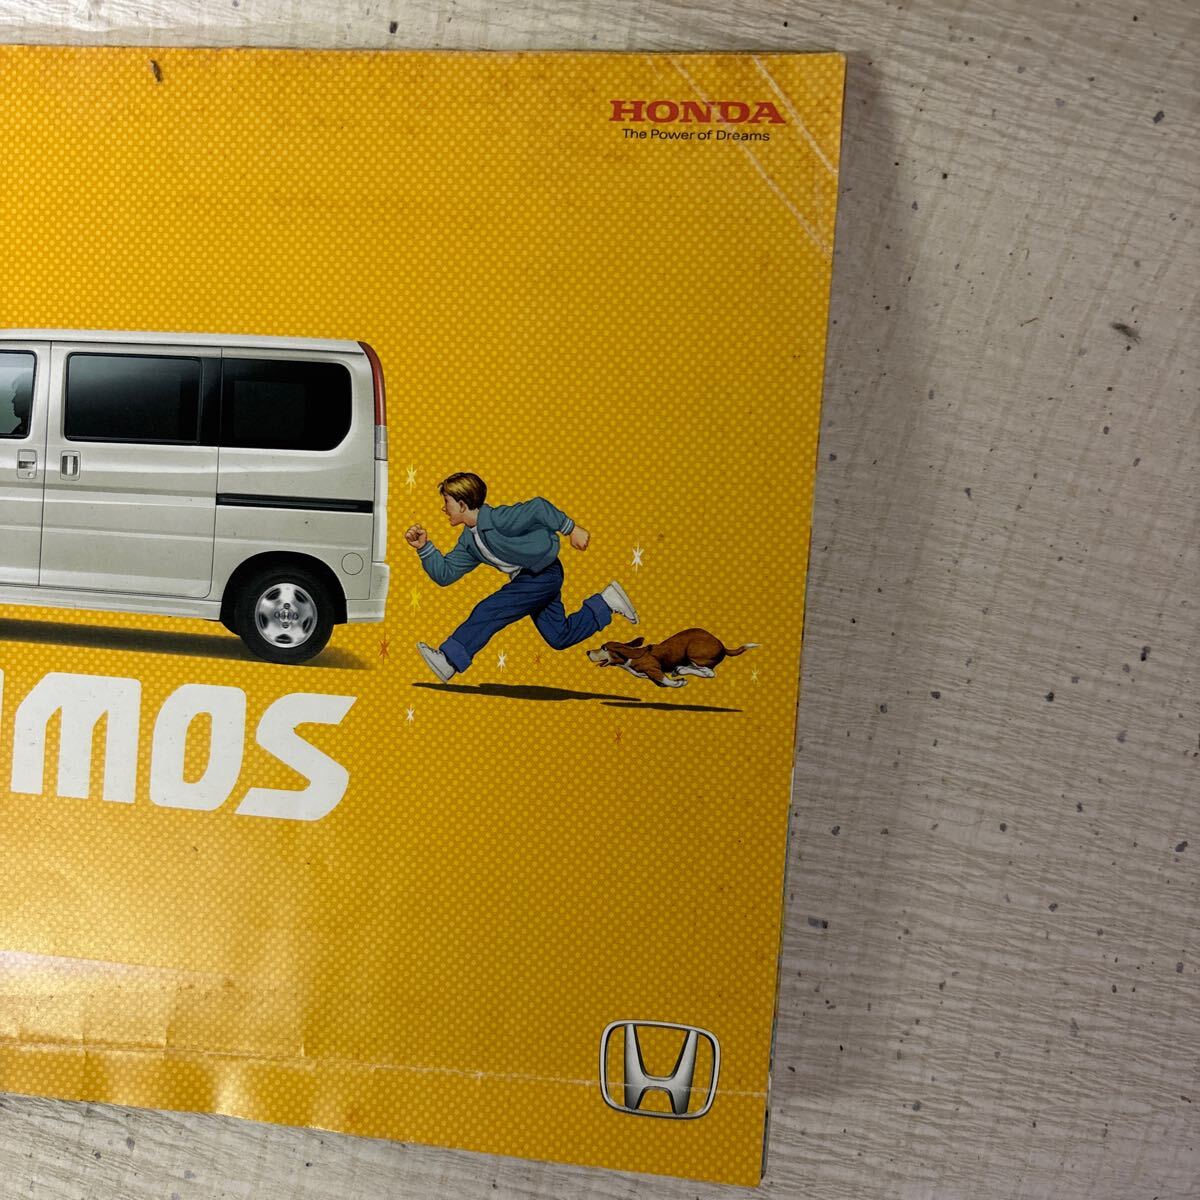 HONDA
The Power of Dreams
MOS